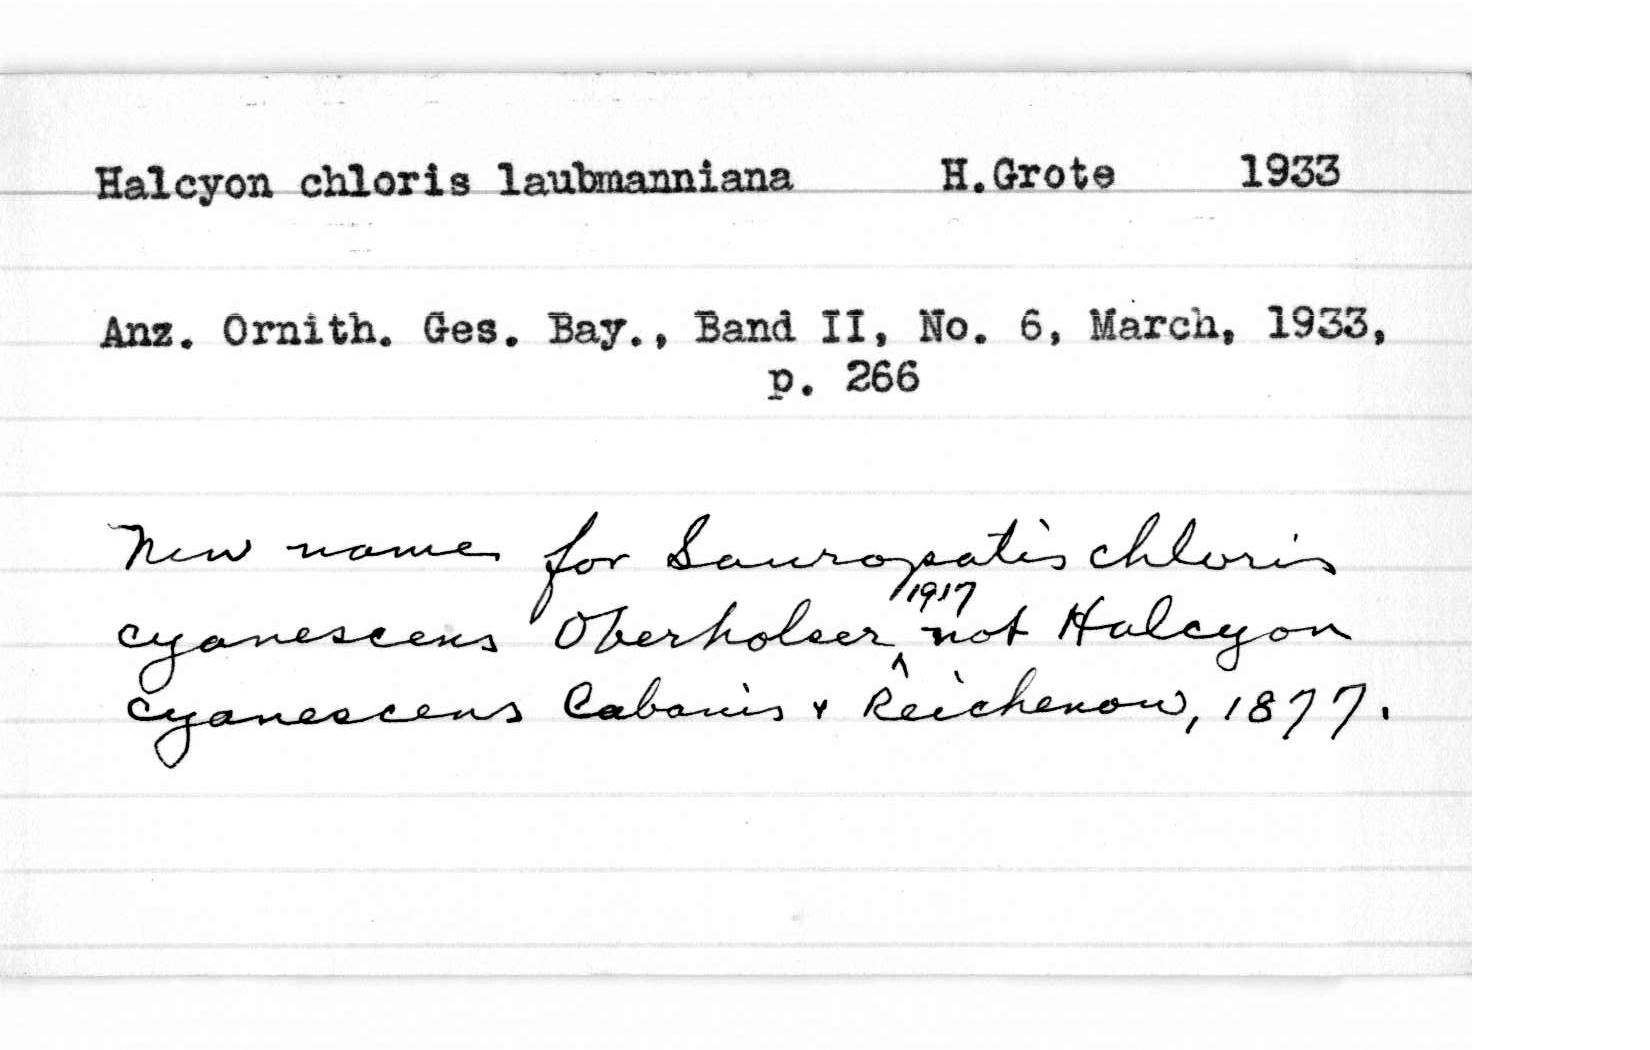 Halcyon chloris laubmanniana H.Grote 1933
Anz. Ornith. Ges. Bay., Band II, No. 6, March, 1933,
p. 266
New name for Sauropatis chloris
cyanescens Oberholser ^1917 not Halcyon
cyanescens Cabanis & Reichenow, 1877.